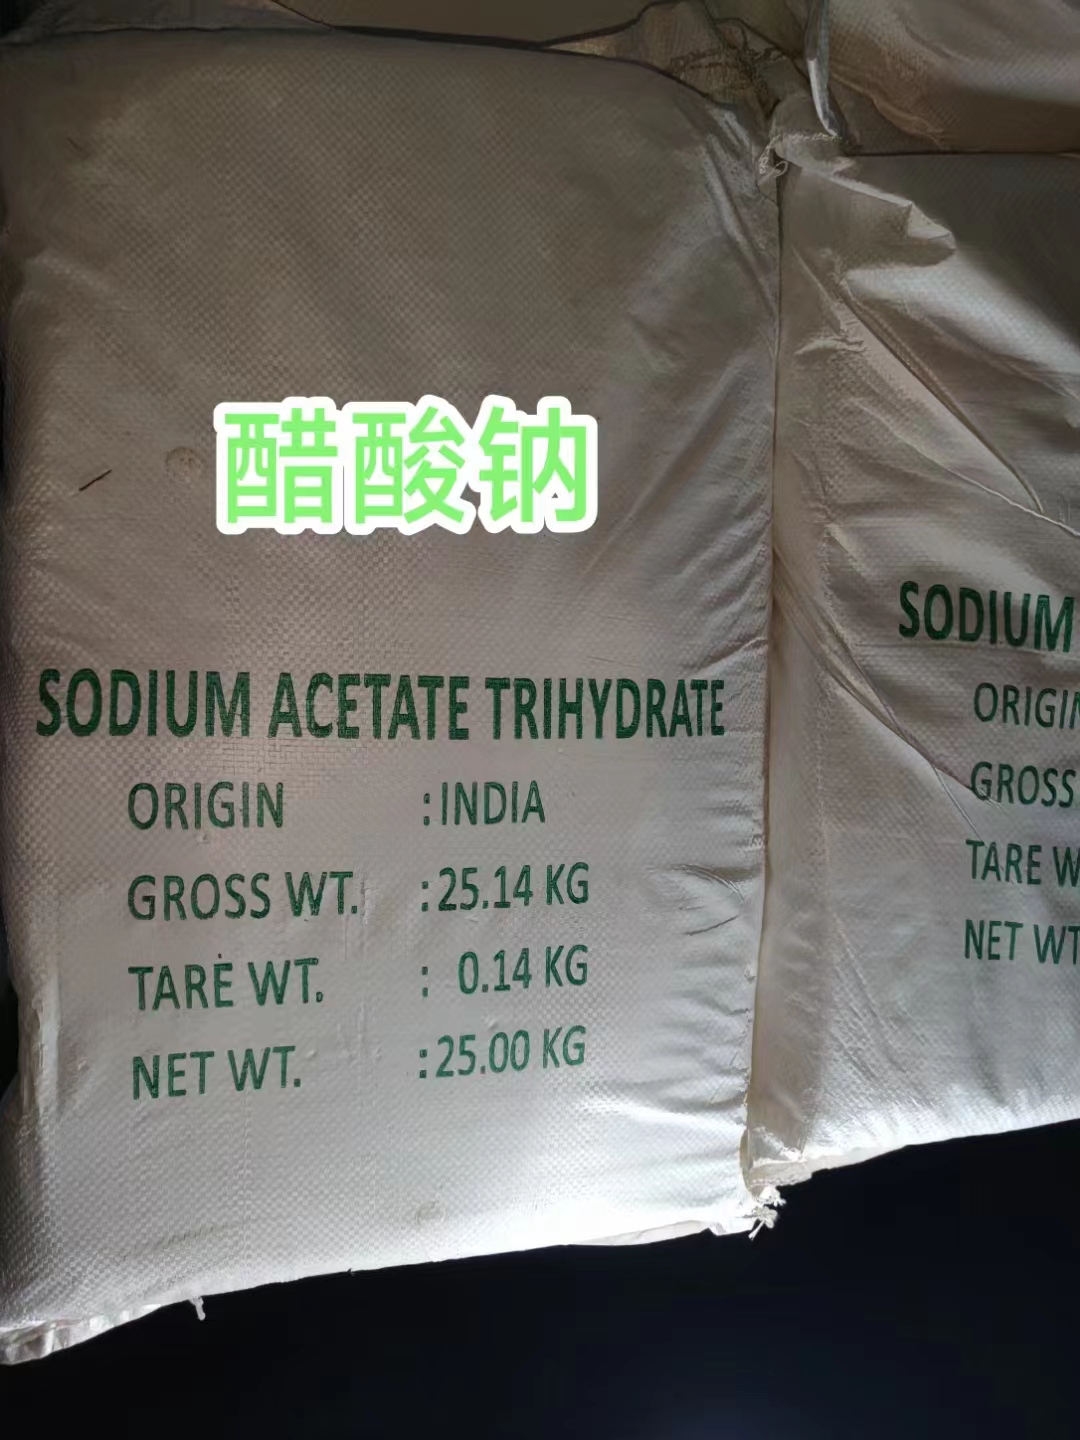 醋酸钠
SODIUM ACETATE TRIHYDRATE
ORIGIN : INDIA
GROSS WT. : 25.14 KG
TARE WT. : 0.14 KG
NET WT. : 25.00 KG
SODIUM
ORIGIN
GROSS
TARE W
NET WT